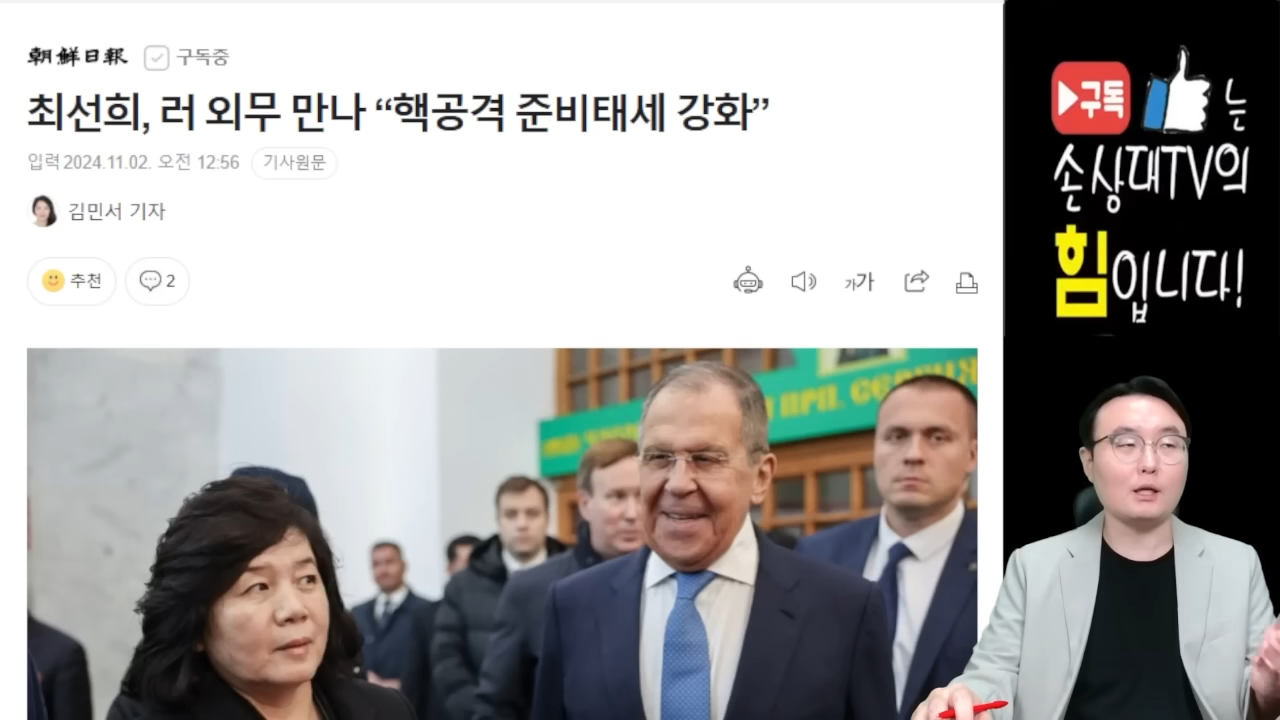 朝鮮日報 구독중
최선희, 러 외무 만나 “핵공격 준비태세 강화”
입력 2024.11.02. 오전 12:56 기사원문
김민서 기자
추천 2
가가
구독 는
손상대TV의
힘입니다!